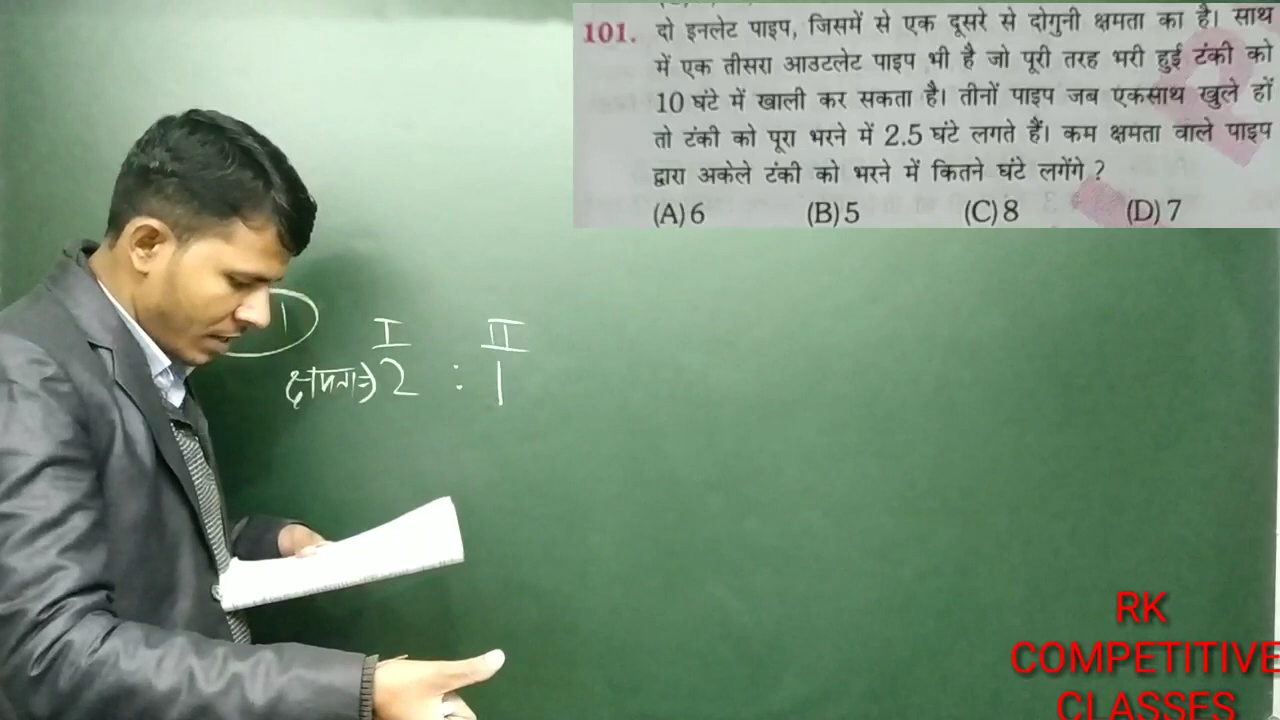 101. दो इनलेट पाइप, जिसमें से एक दूसरे से दोगुनी क्षमता का है। साथ
में एक तीसरा आउटलेट पाइप भी है जो पूरी तरह भरी हुई टंकी को
10 घंटे में खाली कर सकता है। तीनों पाइप जब एकसाथ खुले हों
तो टंकी को पूरा भरने में 2.5 घंटे लगते हैं। कम क्षमता वाले पाइप
द्वारा अकेले टंकी को भरने में कितने घंटे लगेंगे ?
(A) 6 (B) 5 (C) 8 (D) 7
I II
क्षमता⇒ 2 : 1
RK
COMPETITIVE
CLASSES